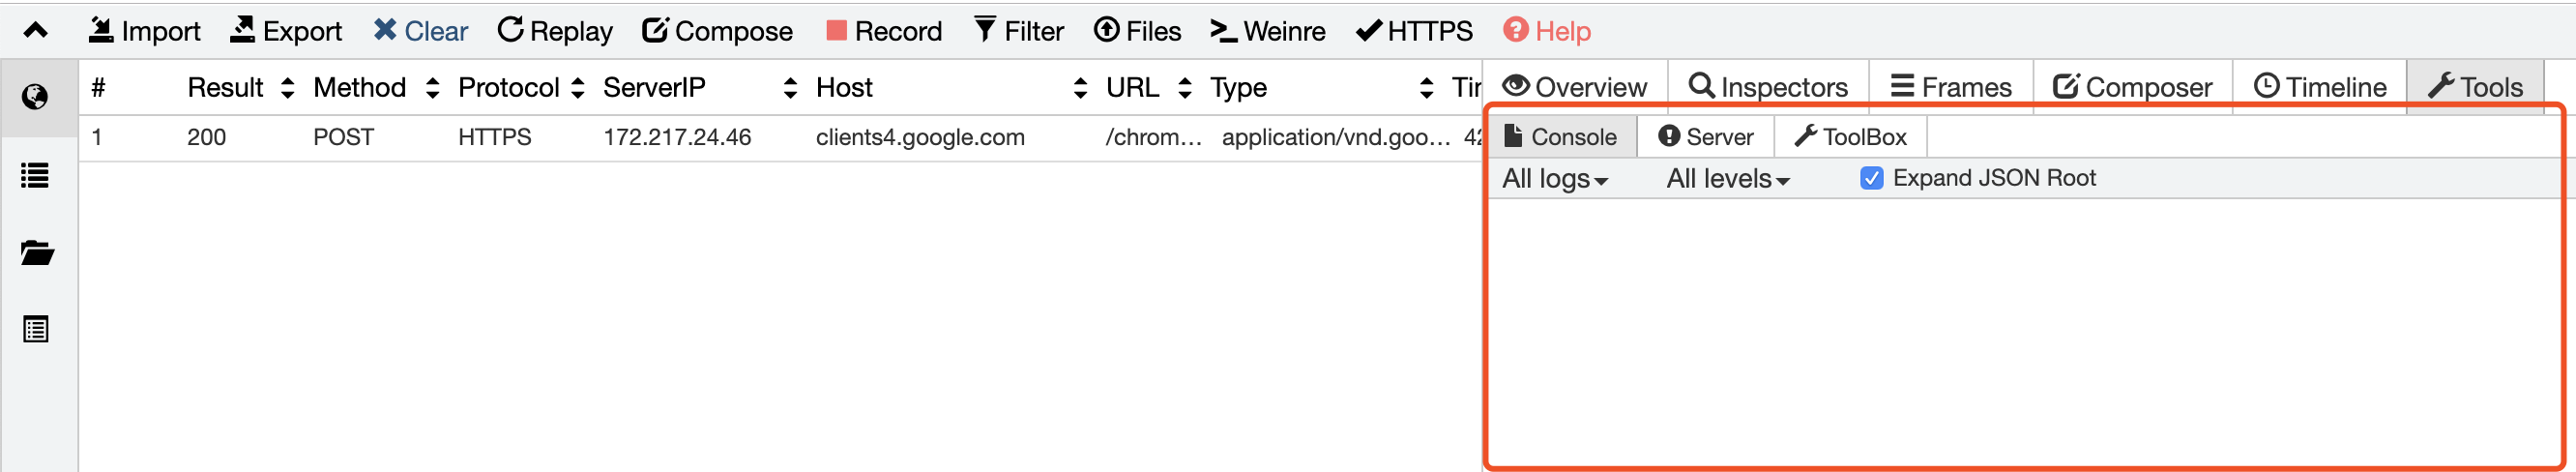 Import Export Clear Replay Compose Record Filter Files Weinre HTTPS Help
# Result Method Protocol ServerIP Host URL Type Overview Inspectors Frames Composer Timeline Tools
1 200 POST HTTPS 172.217.24.46 clients4.google.com /chrom... application/vnd.goo... 42 Console Server ToolBox
All logs All levels Expand JSON Root